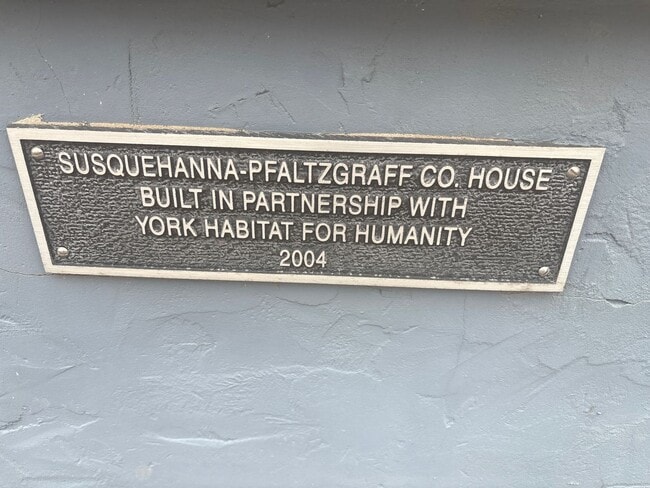 SUSQUEHANNA-PFALTZGRAFF CO. HOUSE
BUILT IN PARTNERSHIP WITH
YORK HABITAT FOR HUMANITY
2004